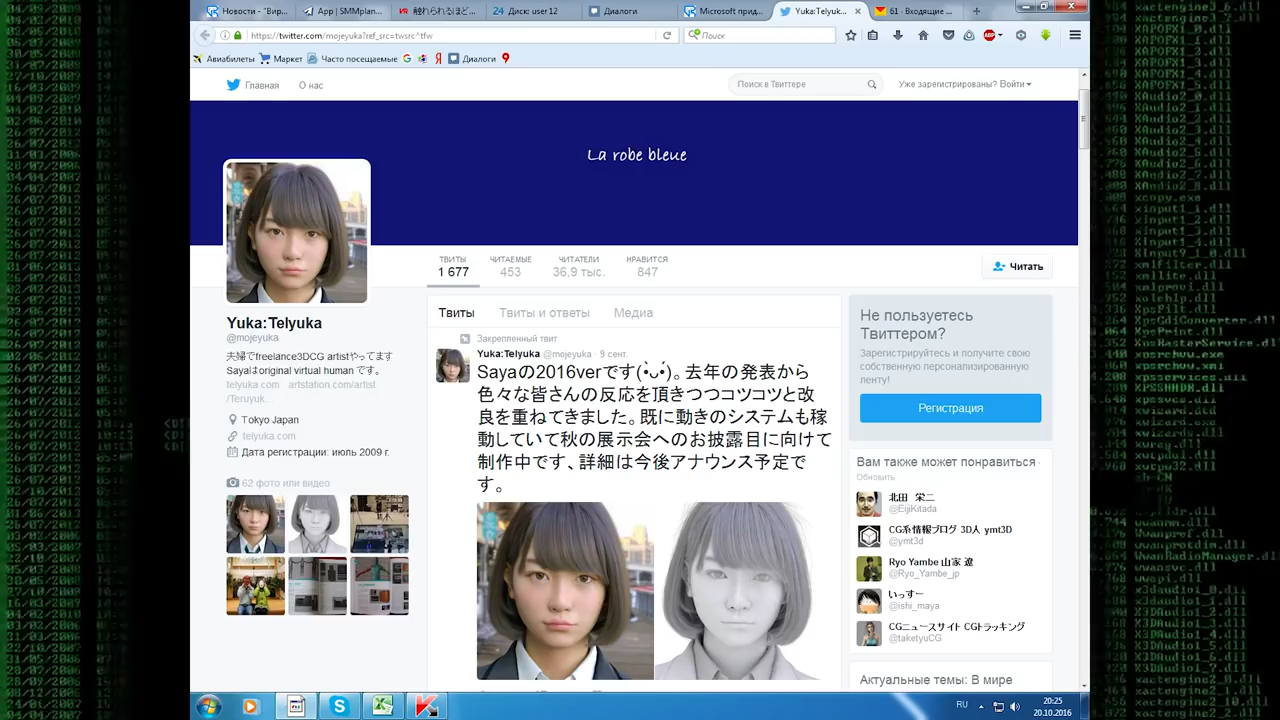 Новости - "Вир...
App | SMMplan...
触れられるほど...
Диск: user12
Диалоги
Microsoft прид...
Yuka:Telyuka...
61 - Входящие ...
https://twitter.com/mojeyuka?ref_src=twsrc^tfw
Поиск
Авиабилеты
Маркет
Часто посещаемые
Диалоги
Главная
О нас
Поиск в Твиттере
Уже зарегистрированы? Войти
La robe bleue
ТВИТЫ
1 677
ЧИТАЕМЫЕ
453
ЧИТАТЕЛИ
36,9 тыс.
НРАВИТСЯ
847
Читать
Yuka:Telyuka
@mojeyuka
夫婦でfreelance3DCG artistやってます
Sayaはoriginal virtual human です。
telyuka.com artstation.com/artist
/Teruyuk...
Tokyo Japan
telyuka.com
Дата регистрации: июль 2009 г.
62 фото или видео
Твиты
Твиты и ответы
Медиа
Закрепленный твит
Yuka:Telyuka @mojeyuka · 9 сент.
Sayaの2016verです(•̀ᴗ•́)。去年の発表から
色々な皆さんの反応を頂きつつコツコツと改
良を重ねてきました。既に動きのシステムも稼
動していて秋の展示会へのお披露目に向けて
制作中です、詳細は今後アナウンス予定で
す。
Не пользуетесь
Твиттером?
Зарегистрируйтесь и получите свою
собственную персонализированную
ленту!
Регистрация
Вам также может понравиться ·
Обновить
北田 栄二
@EijiKitada
CG系情報ブログ 3D人 ymt3D
@ymt3d
Ryo Yambe 山家 遼
@Ryo_Yambe_jp
いっすー
@ishi_maya
CGニュースサイト CGトラッキング
@taketyuCG
Актуальные темы: В мире
RU
20:25
20.10.2016